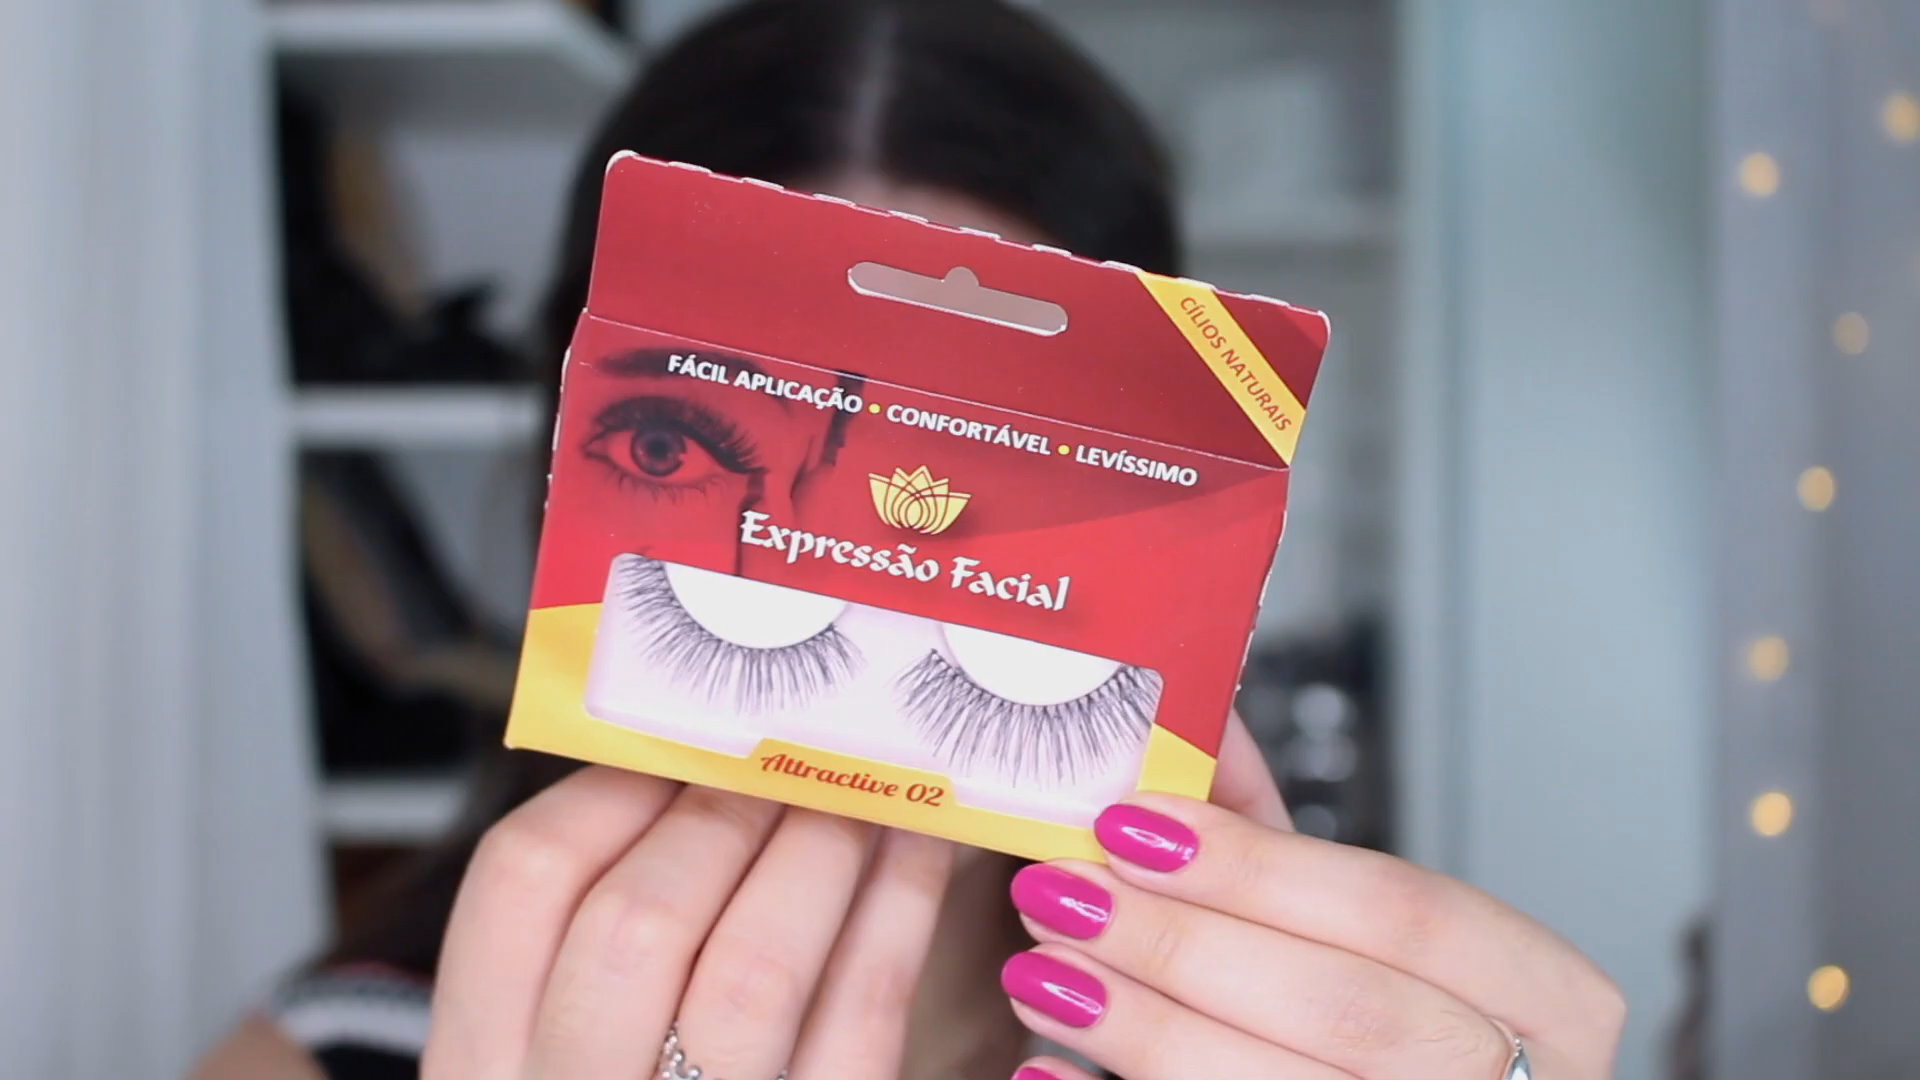 CÍLIOS NATURAIS
FÁCIL APLICAÇÃO • CONFORTÁVEL • LEVÍSSIMO
Expressão Facial
Attractive 02